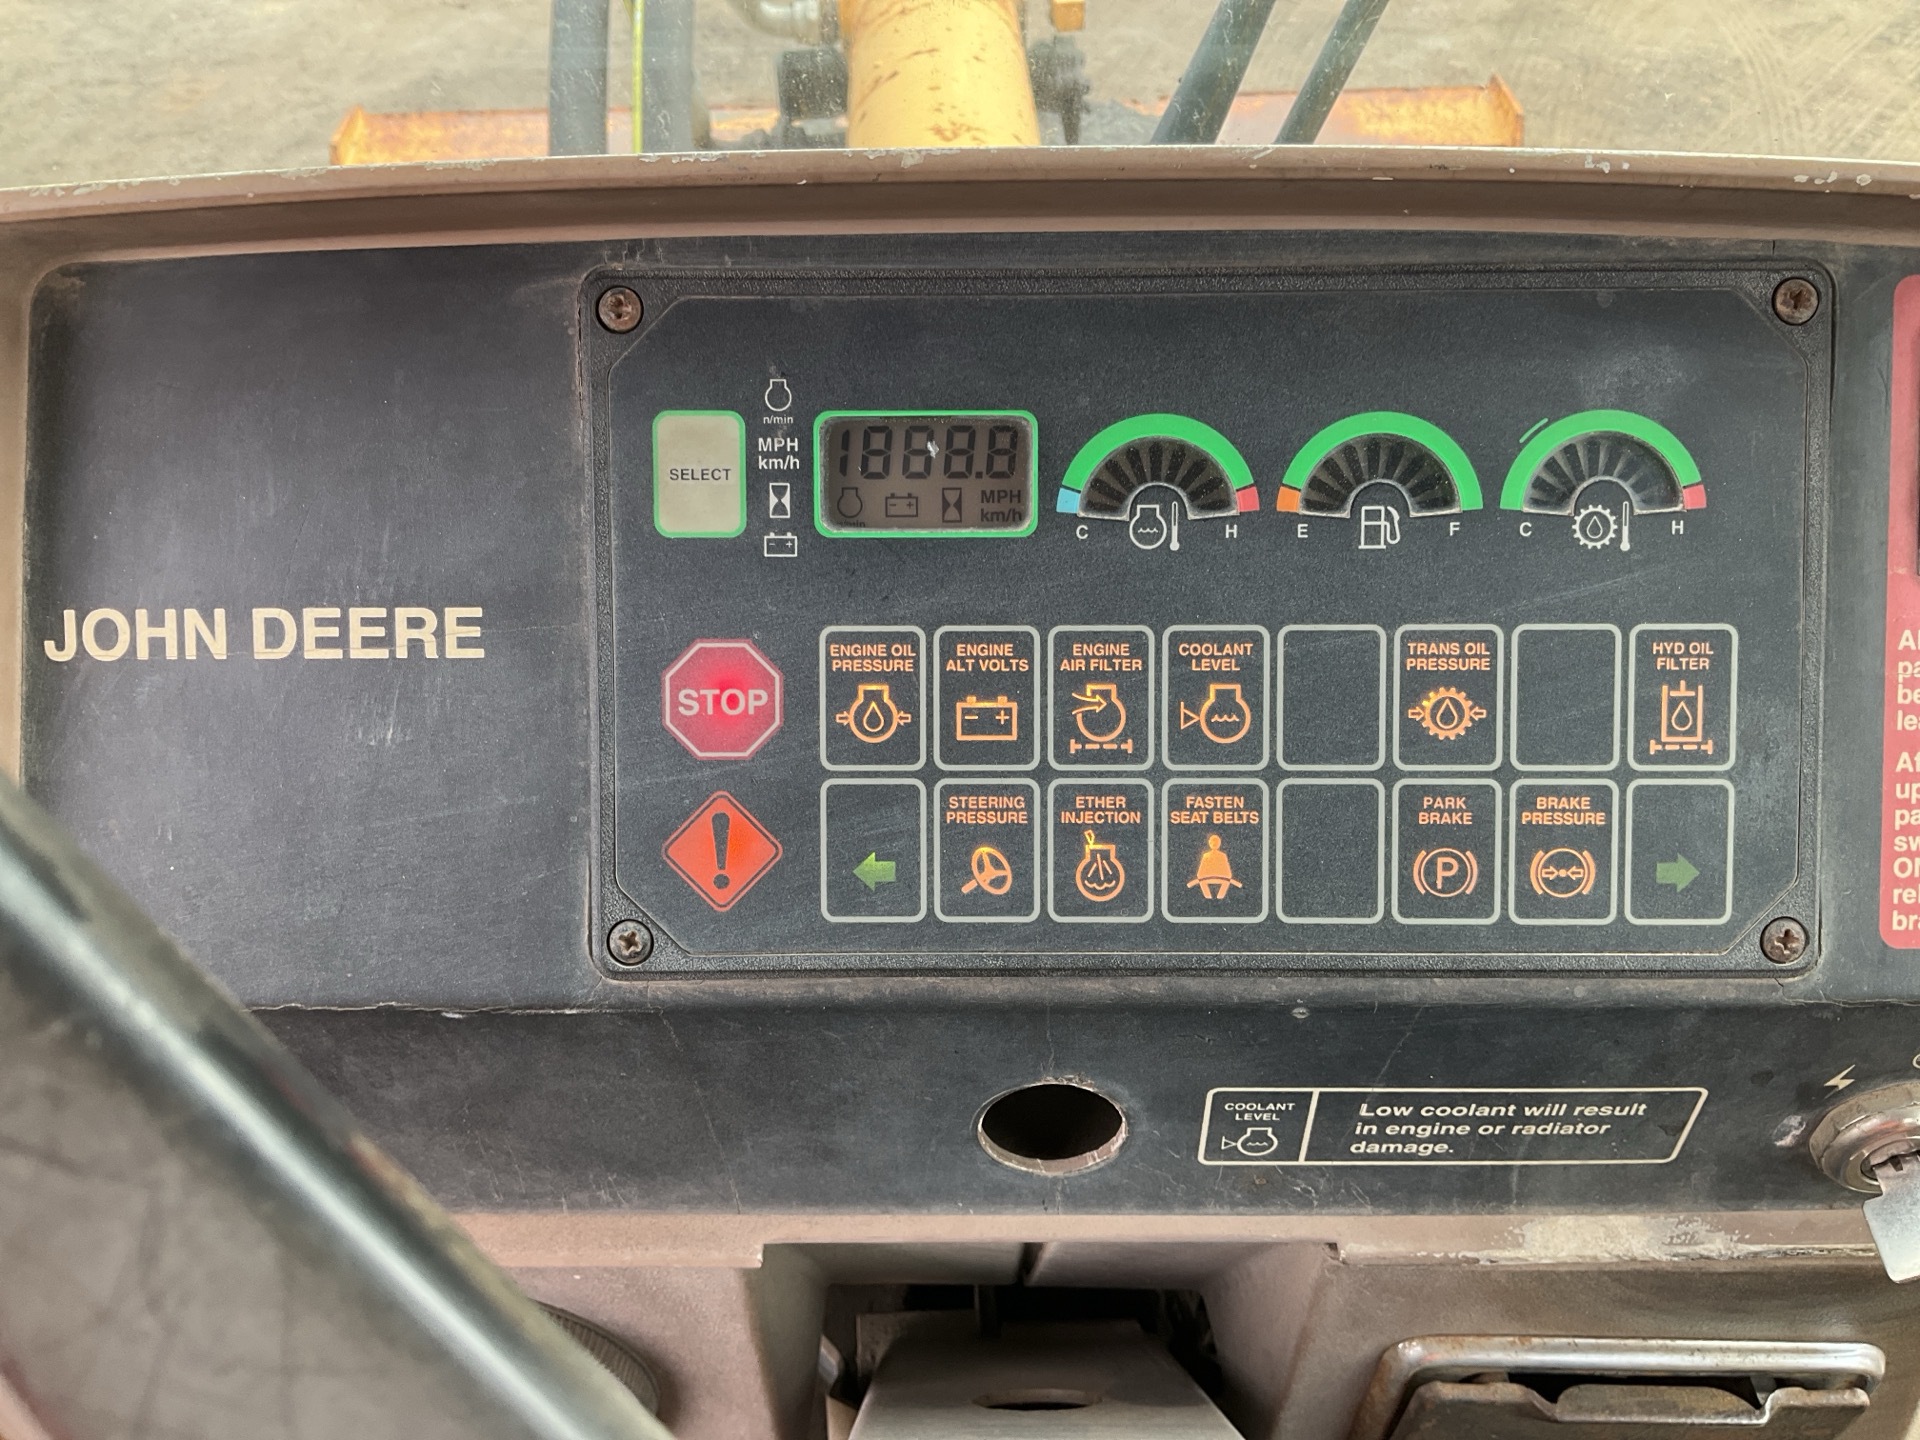 JOHN DEERE
SELECT
n/min
MPH
km/h
1888.8
MPH
km/h
C
H
E
F
C
H
STOP
ENGINE OIL
PRESSURE
ENGINE
ALT VOLTS
ENGINE
AIR FILTER
COOLANT
LEVEL
TRANS OIL
PRESSURE
HYD OIL
FILTER
!
STEERING
PRESSURE
ETHER
INJECTION
FASTEN
SEAT BELTS
PARK
BRAKE
P
BRAKE
PRESSURE
COOLANT
LEVEL
Low coolant will result
in engine or radiator
damage.